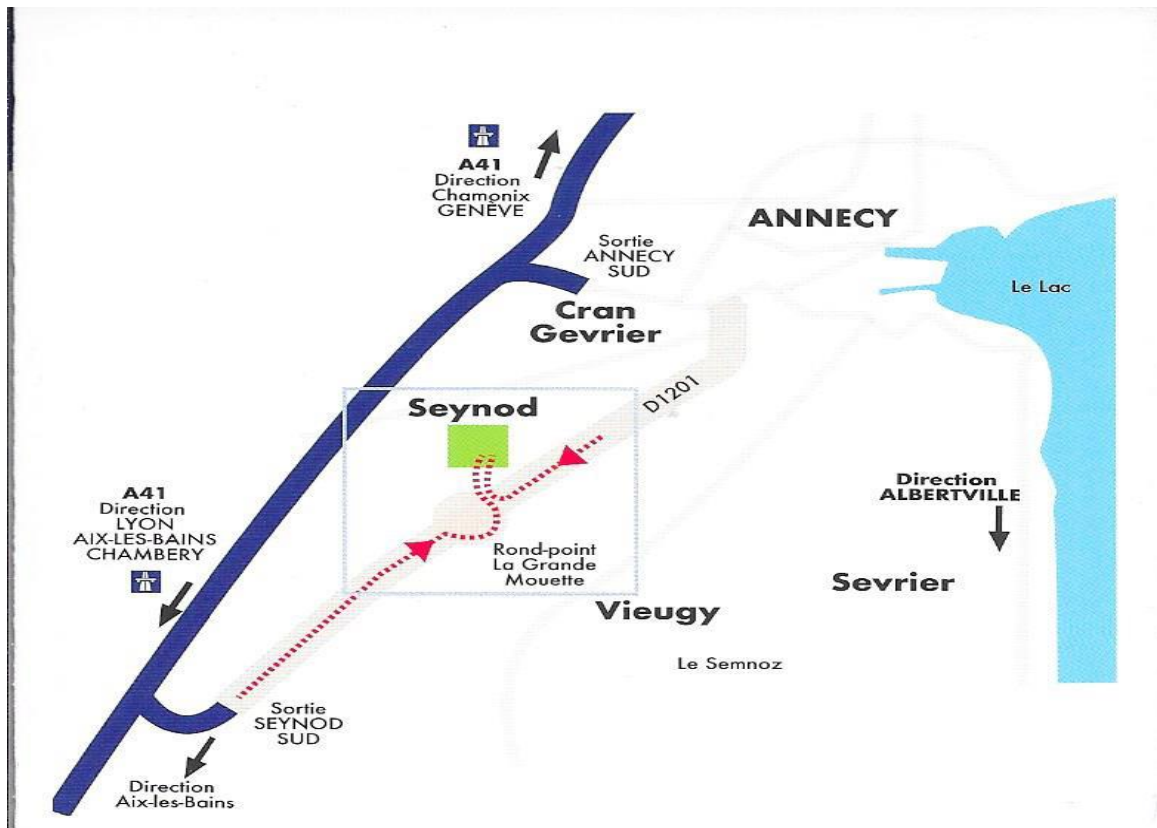 A41
Direction
Chamonix
GENÈVE
ANNECY
Sortie
ANNECY
SUD
Le Lac
Cran
Gevrier
D1201
Seynod
Direction
ALBERTVILLE
A41
Direction
LYON
AIX-LES-BAINS
CHAMBERY
Rond-point
La Grande
Mouette
Sevrier
Vieugy
Le Semnoz
Sortie
SEYNOD
SUD
Direction
Aix-les-Bains